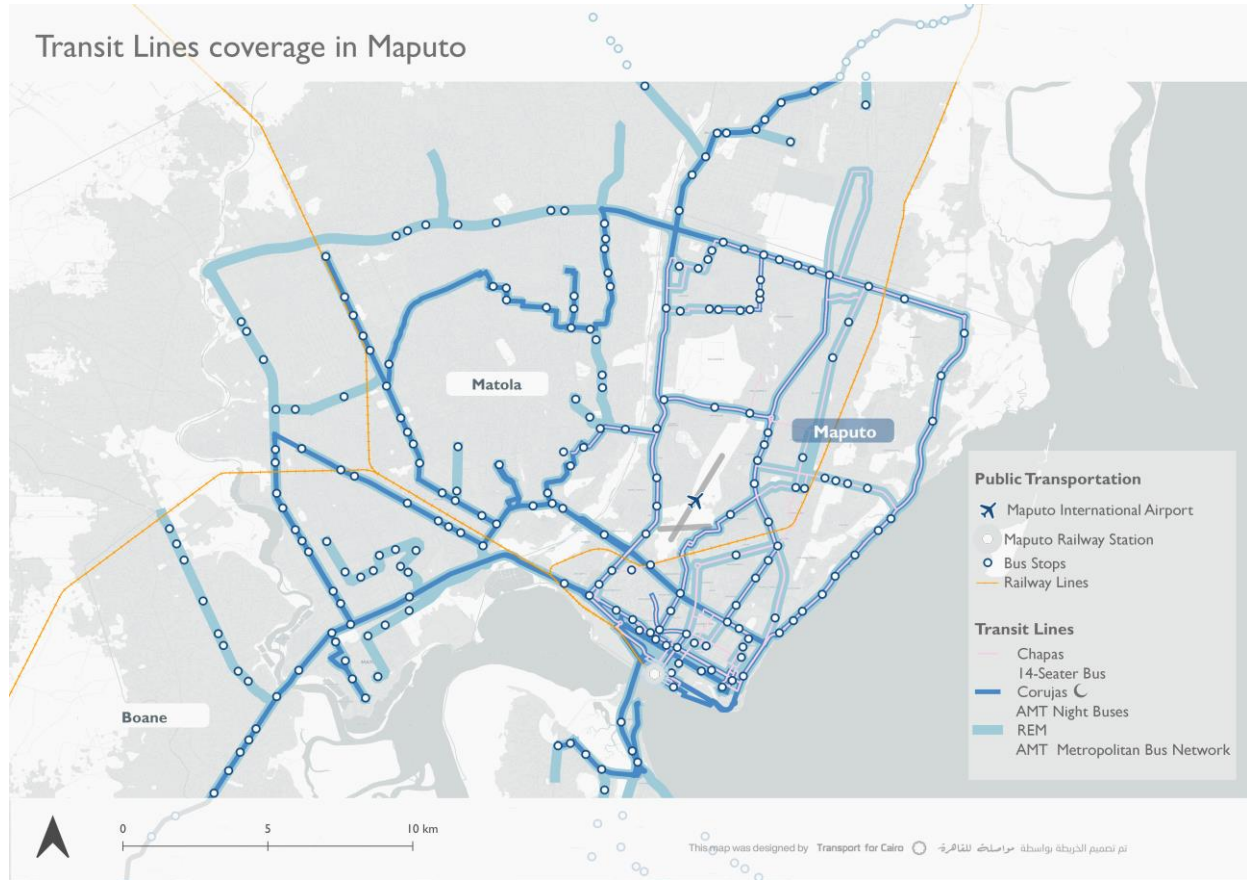 Transit Lines coverage in Maputo
Matola
Maputo
Boane
Public Transportation
Maputo International Airport
Maputo Railway Station
Bus Stops
Railway Lines
Transit Lines
Chapas
14-Seater Bus
Corujas
AMT Night Buses
REM
AMT Metropolitan Bus Network
0 5 10 km
This map was designed by Transport for Cairo مواصلة للقاهرة تم تصميم الخريطة بواسطة